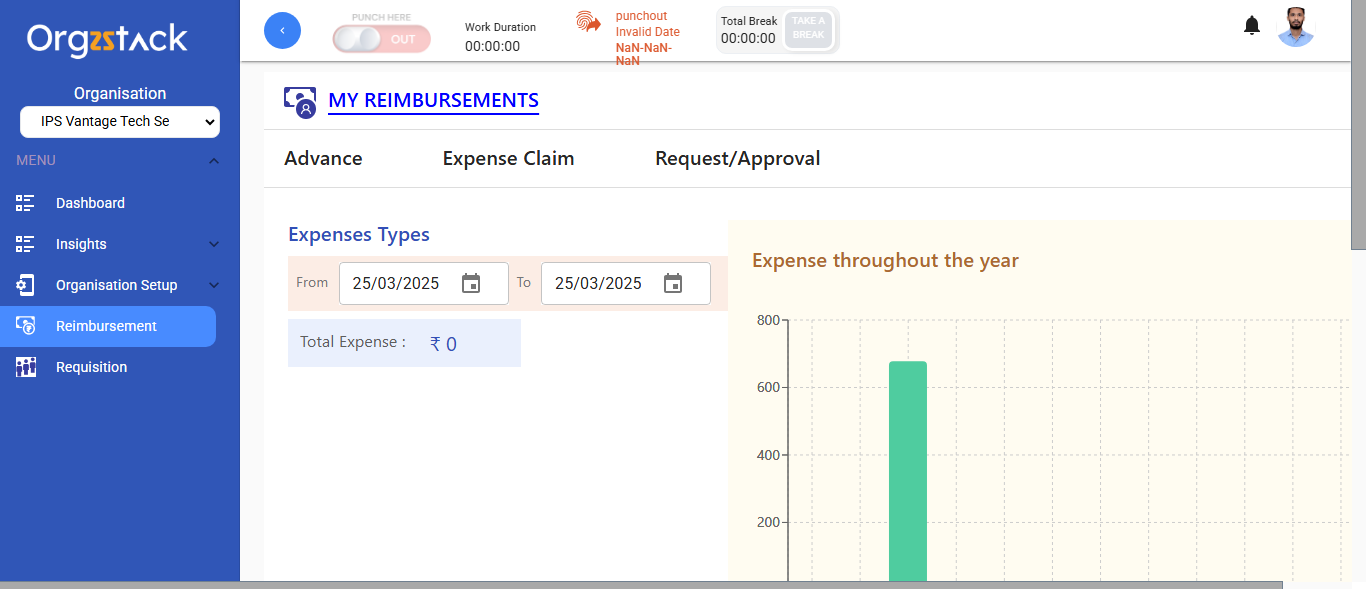 Orgzstack
Organisation
IPS Vantage Tech Se
MENU
Dashboard
Insights
Organisation Setup
Reimbursement
Requisition
PUNCH HERE
OUT
Work Duration
00:00:00
punchout
Invalid Date
NaN-NaN-
NaN
Total Break
00:00:00
TAKE A
BREAK
MY REIMBURSEMENTS
Advance Expense Claim Request/Approval
Expenses Types
From 25/03/2025 To 25/03/2025
Total Expense : ₹ 0
Expense throughout the year
800
600
400
200